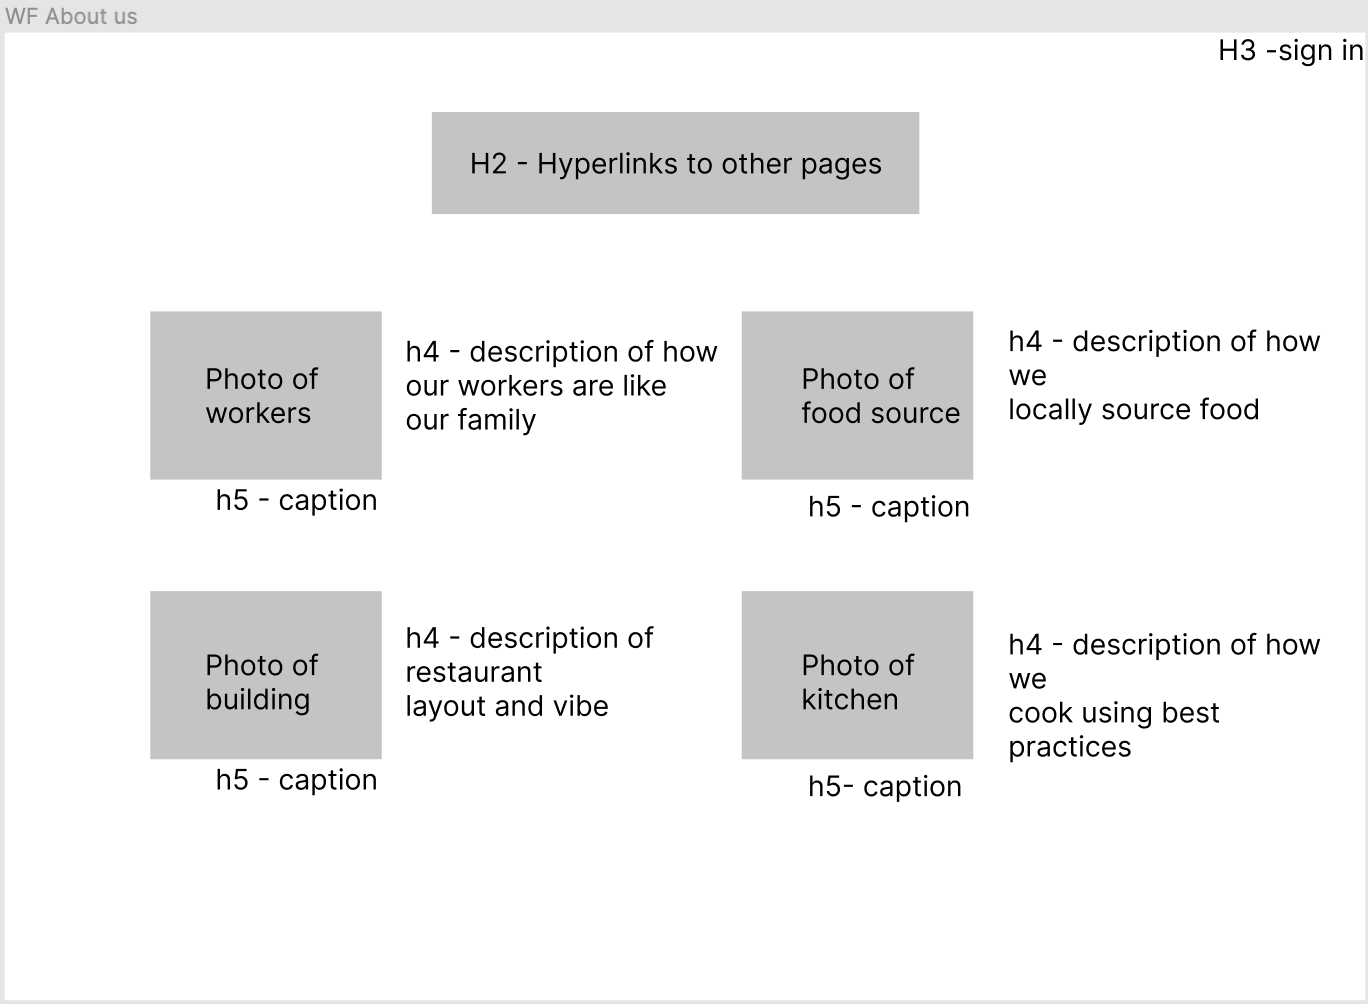 WF About us
H3 -sign in
H2 - Hyperlinks to other pages
Photo of
workers
h4 - description of how
our workers are like
our family
h5 - caption
Photo of
food source
h4 - description of how
we
locally source food
h5 - caption
Photo of
building
h4 - description of
restaurant
layout and vibe
h5 - caption
Photo of
kitchen
h4 - description of how
we
cook using best
practices
h5- caption